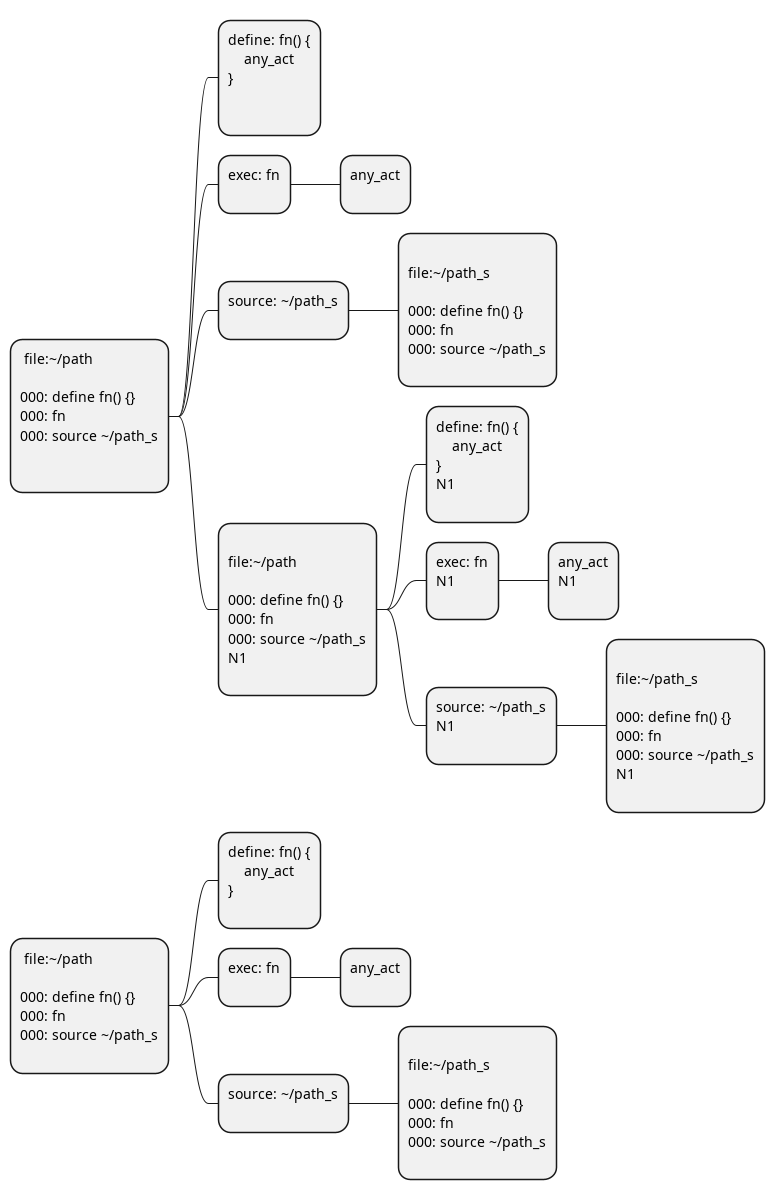 define: fn() {
    any_act
}
exec: fn
any_act
source: ~/path_s
file:~/path_s
000: define fn() {}
000: fn
000: source ~/path_s
file:~/path
000: define fn() {}
000: fn
000: source ~/path_s
file:~/path
000: define fn() {}
000: fn
000: source ~/path_s
N1
define: fn() {
    any_act
}
N1
exec: fn
N1
any_act
N1
source: ~/path_s
N1
file:~/path_s
000: define fn() {}
000: fn
000: source ~/path_s
N1
file:~/path
000: define fn() {}
000: fn
000: source ~/path_s
define: fn() {
    any_act
}
exec: fn
any_act
source: ~/path_s
file:~/path_s
000: define fn() {}
000: fn
000: source ~/path_s